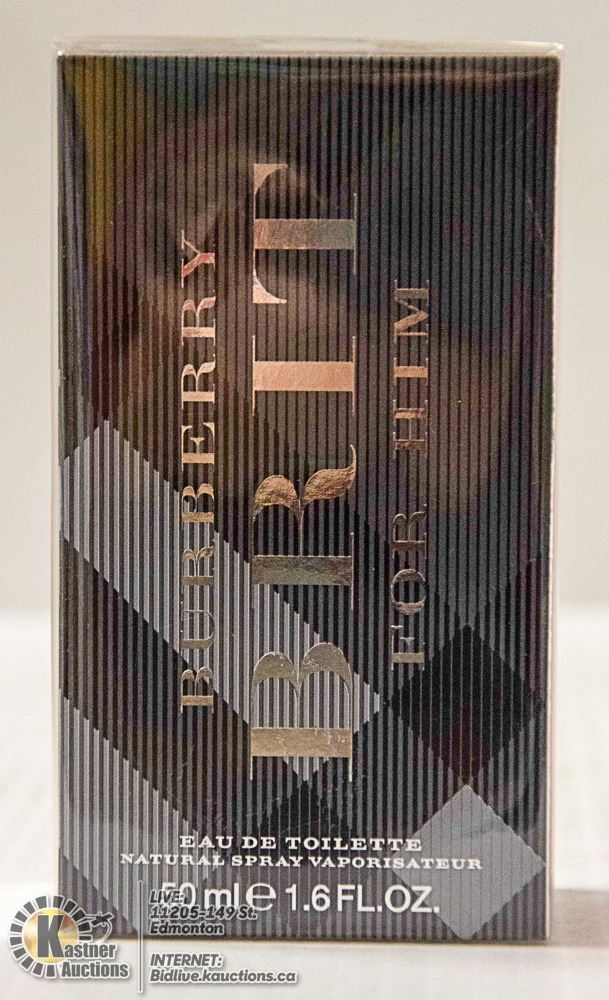 BURBERRY
BRIT
FOR HIM
EAU DE TOILETTE
NATURAL SPRAY VAPORISATEUR
50 ml ℮ 1.6 FL.OZ.
Kastner
Auctions
LIVE:
11205-149 St.
Edmonton
INTERNET:
Bidlive.kauctions.ca